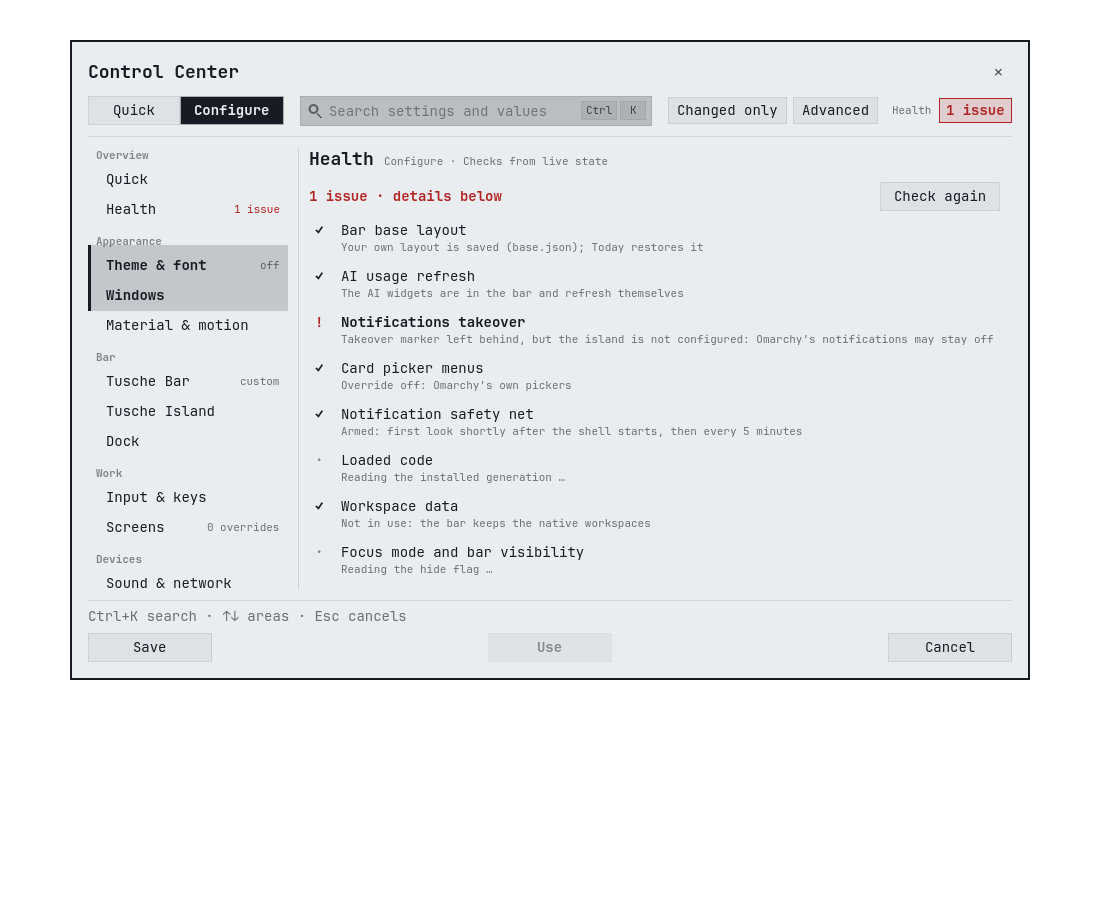 Control Center
×
Quick
Configure
Search settings and values
Ctrl K
Changed only
Advanced
Health
1 issue
Overview
Quick
Health 1 issue
Appearance
Theme & font off
Windows
Material & motion
Bar
Tusche Bar custom
Tusche Island
Dock
Work
Input & keys
Screens 0 overrides
Devices
Sound & network
Health Configure · Checks from live state
1 issue · details below
Check again
Bar base layout
Your own layout is saved (base.json); Today restores it
AI usage refresh
The AI widgets are in the bar and refresh themselves
! Notifications takeover
Takeover marker left behind, but the island is not configured: Omarchy's notifications may stay off
Card picker menus
Override off: Omarchy's own pickers
Notification safety net
Armed: first look shortly after the shell starts, then every 5 minutes
Loaded code
Reading the installed generation …
Workspace data
Not in use: the bar keeps the native workspaces
Focus mode and bar visibility
Reading the hide flag …
Ctrl+K search · ↑↓ areas · Esc cancels
Save
Use
Cancel